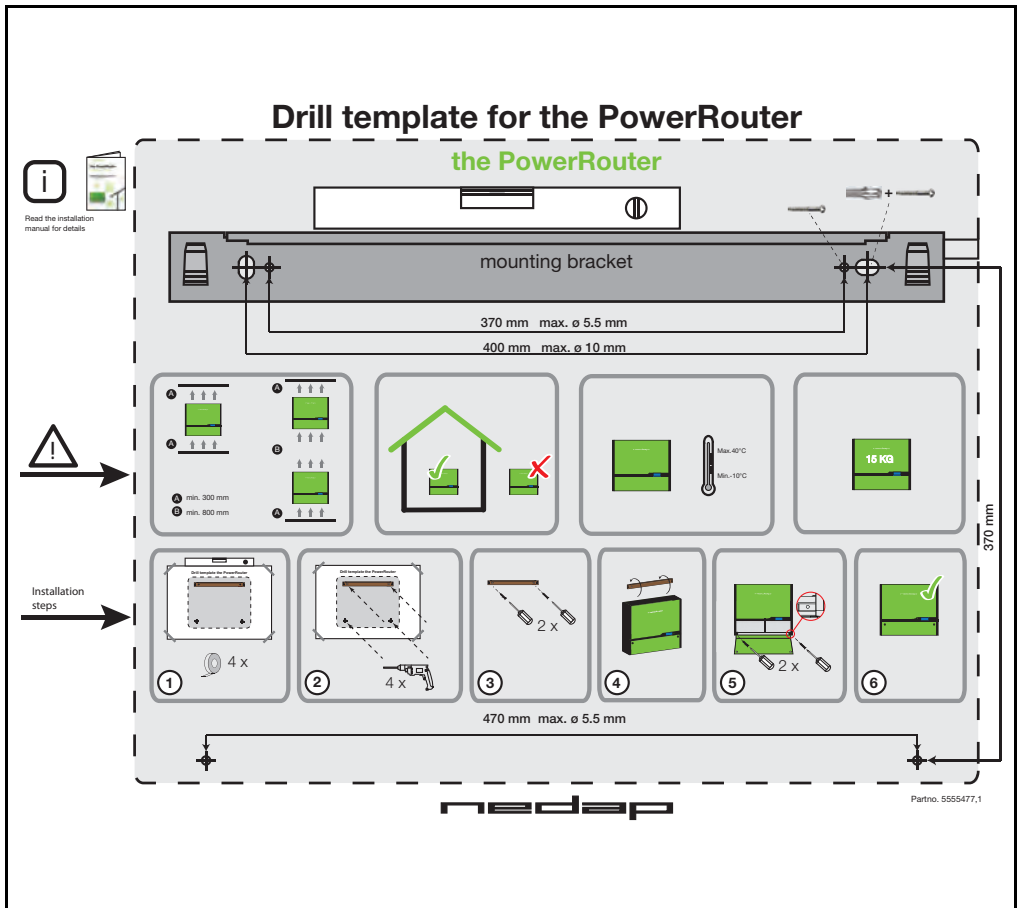 Drill template for the PowerRouter
the PowerRouter
i
Read the installation
manual for details
+
mounting bracket
370 mm max. ø 5.5 mm
400 mm max. ø 10 mm
A
A
A
B
A
A min. 300 mm
B min. 800 mm
Max.40°C
Min.-10°C
15 KG
370 mm
!
Installation
steps
Drill template the PowerRouter
4 x
1
Drill template the PowerRouter
4 x
2
2 x
3
4
2 x
5
6
470 mm max. ø 5.5 mm
nedap
Partno. 5555477,1